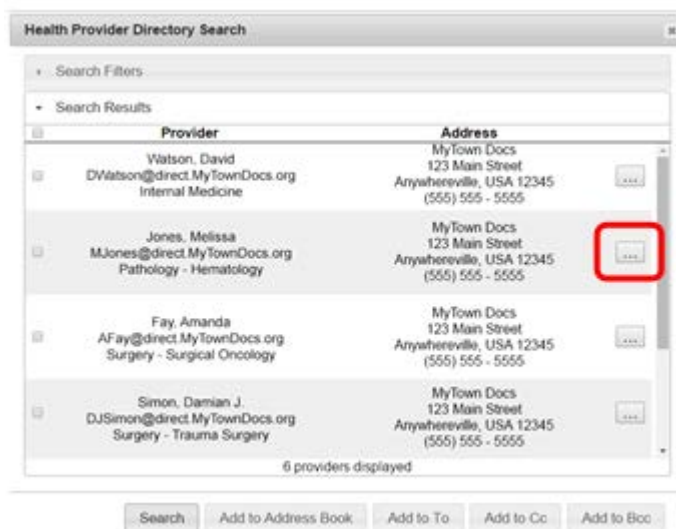 Health Provider Directory Search
Search Filters
Search Results
Provider Address
Watson, David
DWatson@direct.MyTownDocs.org
Internal Medicine
MyTown Docs
123 Main Street
Anywhereville, USA 12345
(555) 555 - 5555
...
Jones, Melissa
MJones@direct.MyTownDocs.org
Pathology - Hematology
MyTown Docs
123 Main Street
Anywhereville, USA 12345
(555) 555 - 5555
...
Fay, Amanda
AFay@direct.MyTownDocs.org
Surgery - Surgical Oncology
MyTown Docs
123 Main Street
Anywhereville, USA 12345
(555) 555 - 5555
...
Simon, Damian J.
DJSimon@direct.MyTownDocs.org
Surgery - Trauma Surgery
MyTown Docs
123 Main Street
Anywhereville, USA 12345
(555) 555 - 5555
...
6 providers displayed
Search Add to Address Book Add to To Add to Cc Add to Bcc